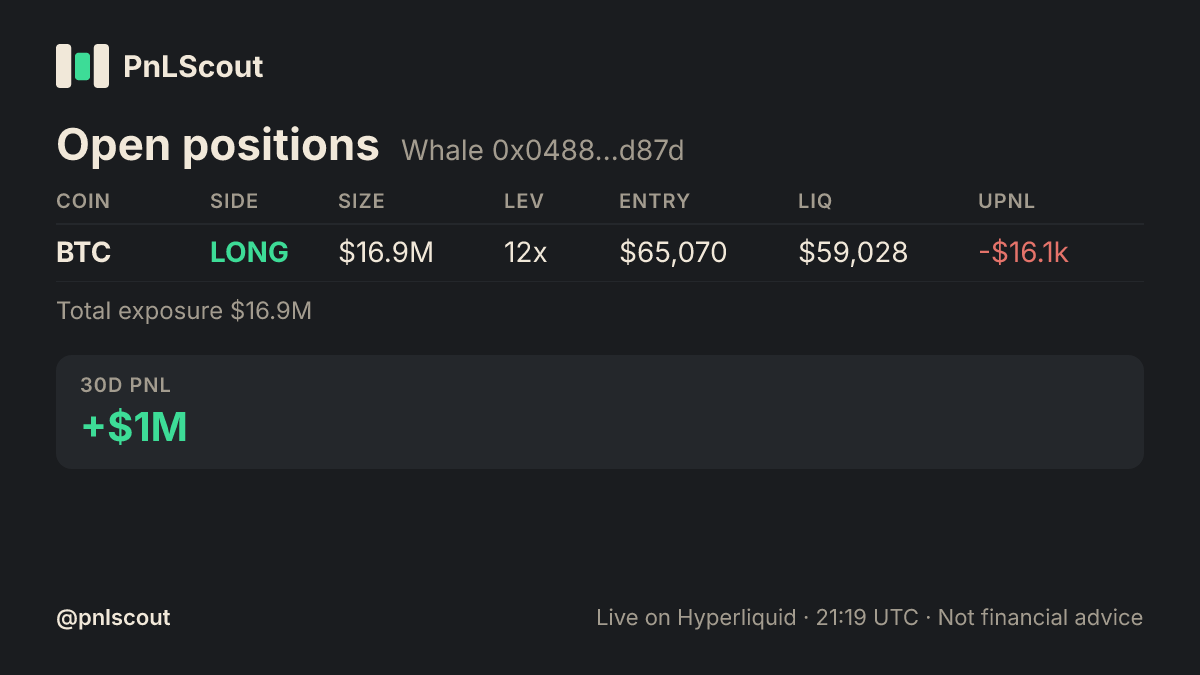 PnLScout
Open positions Whale 0x0488...d87d
COIN SIDE SIZE LEV ENTRY LIQ UPNL
BTC LONG $16.9M 12x $65,070 $59,028 -$16.1k
Total exposure $16.9M
30D PNL
+$1M
@pnlscout Live on Hyperliquid · 21:19 UTC · Not financial advice